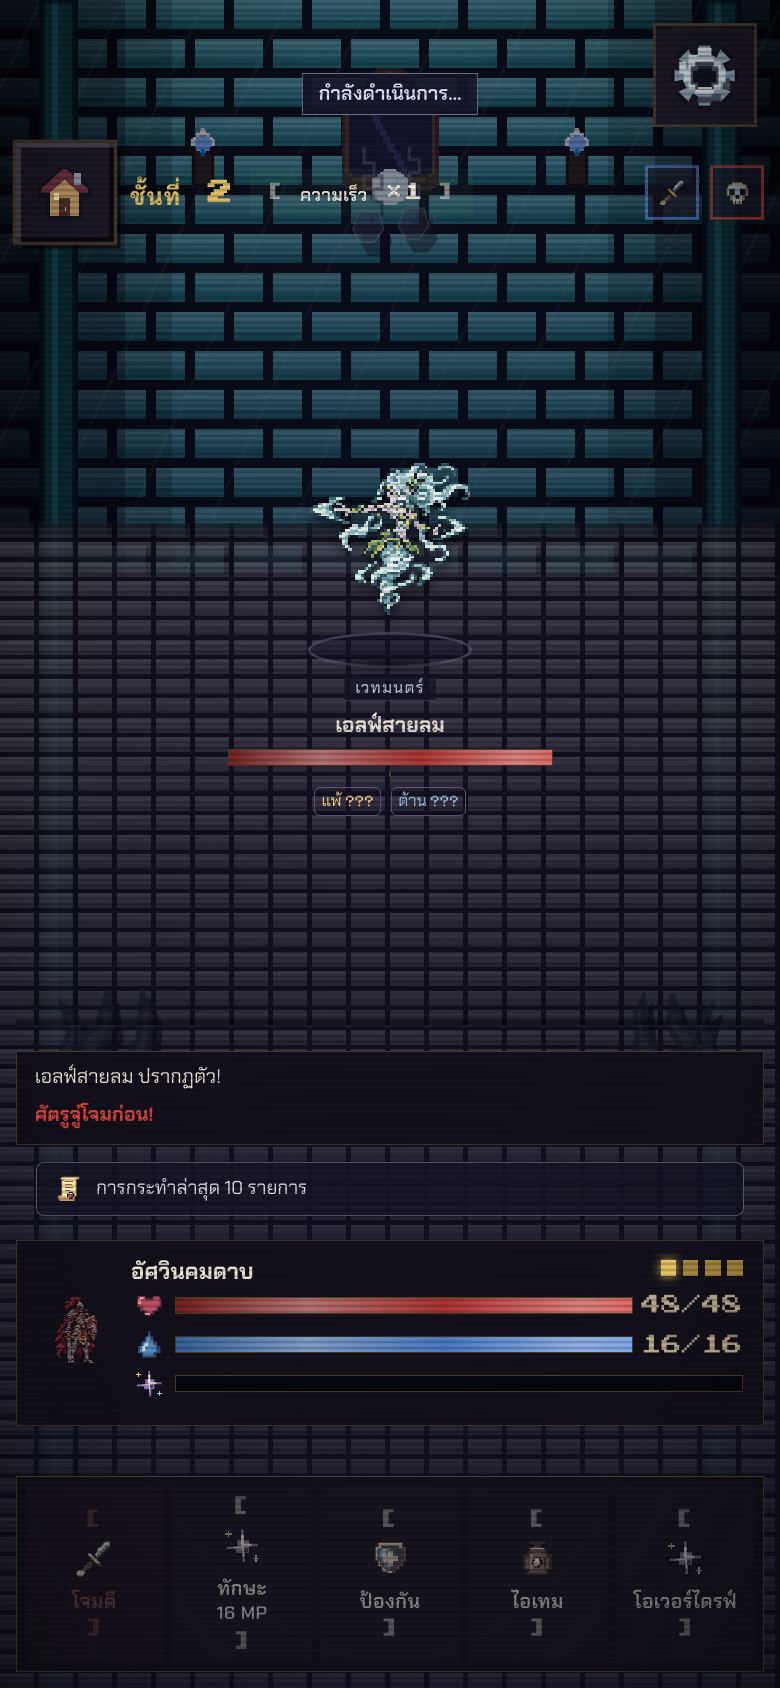 กำลังดำเนินการ...
ชั้นที่ 2 [ ความเร็ว ×1 ]
เวทมนตร์
เอลฟ์สายลม
แพ้ ??? ต้าน ???
เอลฟ์สายลม ปรากฏตัว!
ศัตรูจู่โจมก่อน!
การกระทำล่าสุด 10 รายการ
อัศวินคมดาบ
48/48
16/16
[ โจมตี ]
[ ทักษะ
16 MP ]
[ ป้องกัน ]
[ ไอเทม ]
[ โอเวอร์ไดรฟ์ ]